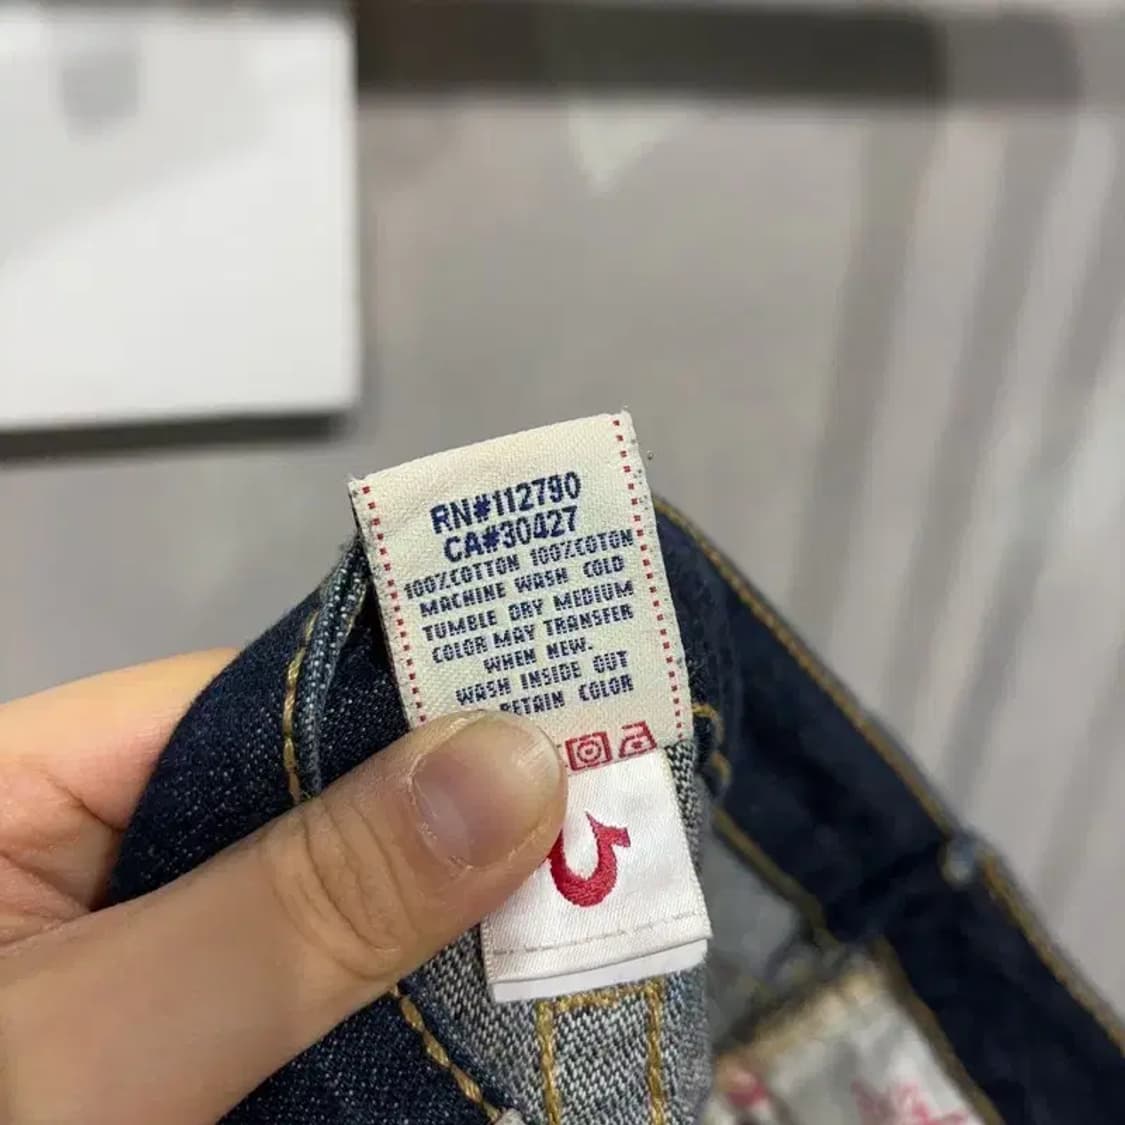 RN#112790
CA#30427
100%COTTON 100%COTON
MACHINE WASH COLD
TUMBLE DRY MEDIUM
COLOR MAY TRANSFER
WHEN NEW.
WASH INSIDE OUT
RETAIN COLOR